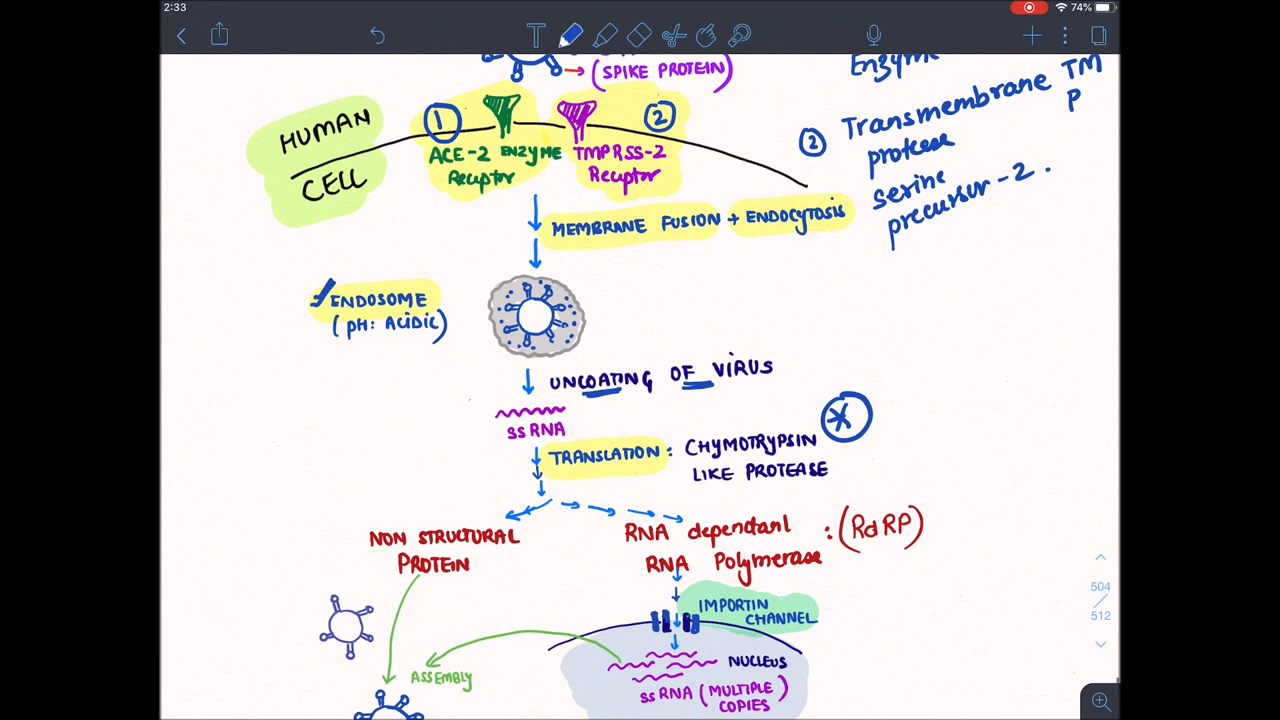 2:33
74%
T
(SPIKE PROTEIN)
Enzyme
HUMAN
CELL
1
2
ACE-2 ENZYME
Receptor
TMPRSS-2
Receptor
2 Transmembrane TM
P
protease
serine
precursor-2.
MEMBRANE FUSION + ENDOCYTOSIS
ENDOSOME
(PH: ACIDIC)
UNCOATING OF VIRUS
ssRNA
TRANSLATION: CHYMOTRYPSIN
LIKE PROTEASE
NON STRUCTURAL
PROTEIN
RNA dependant
RNA Polymerase :(RdRP)
IMPORTIN
CHANNEL
NUCLEUS
ssRNA (MULTIPLE
COPIES)
ASSEMBLY
504
512